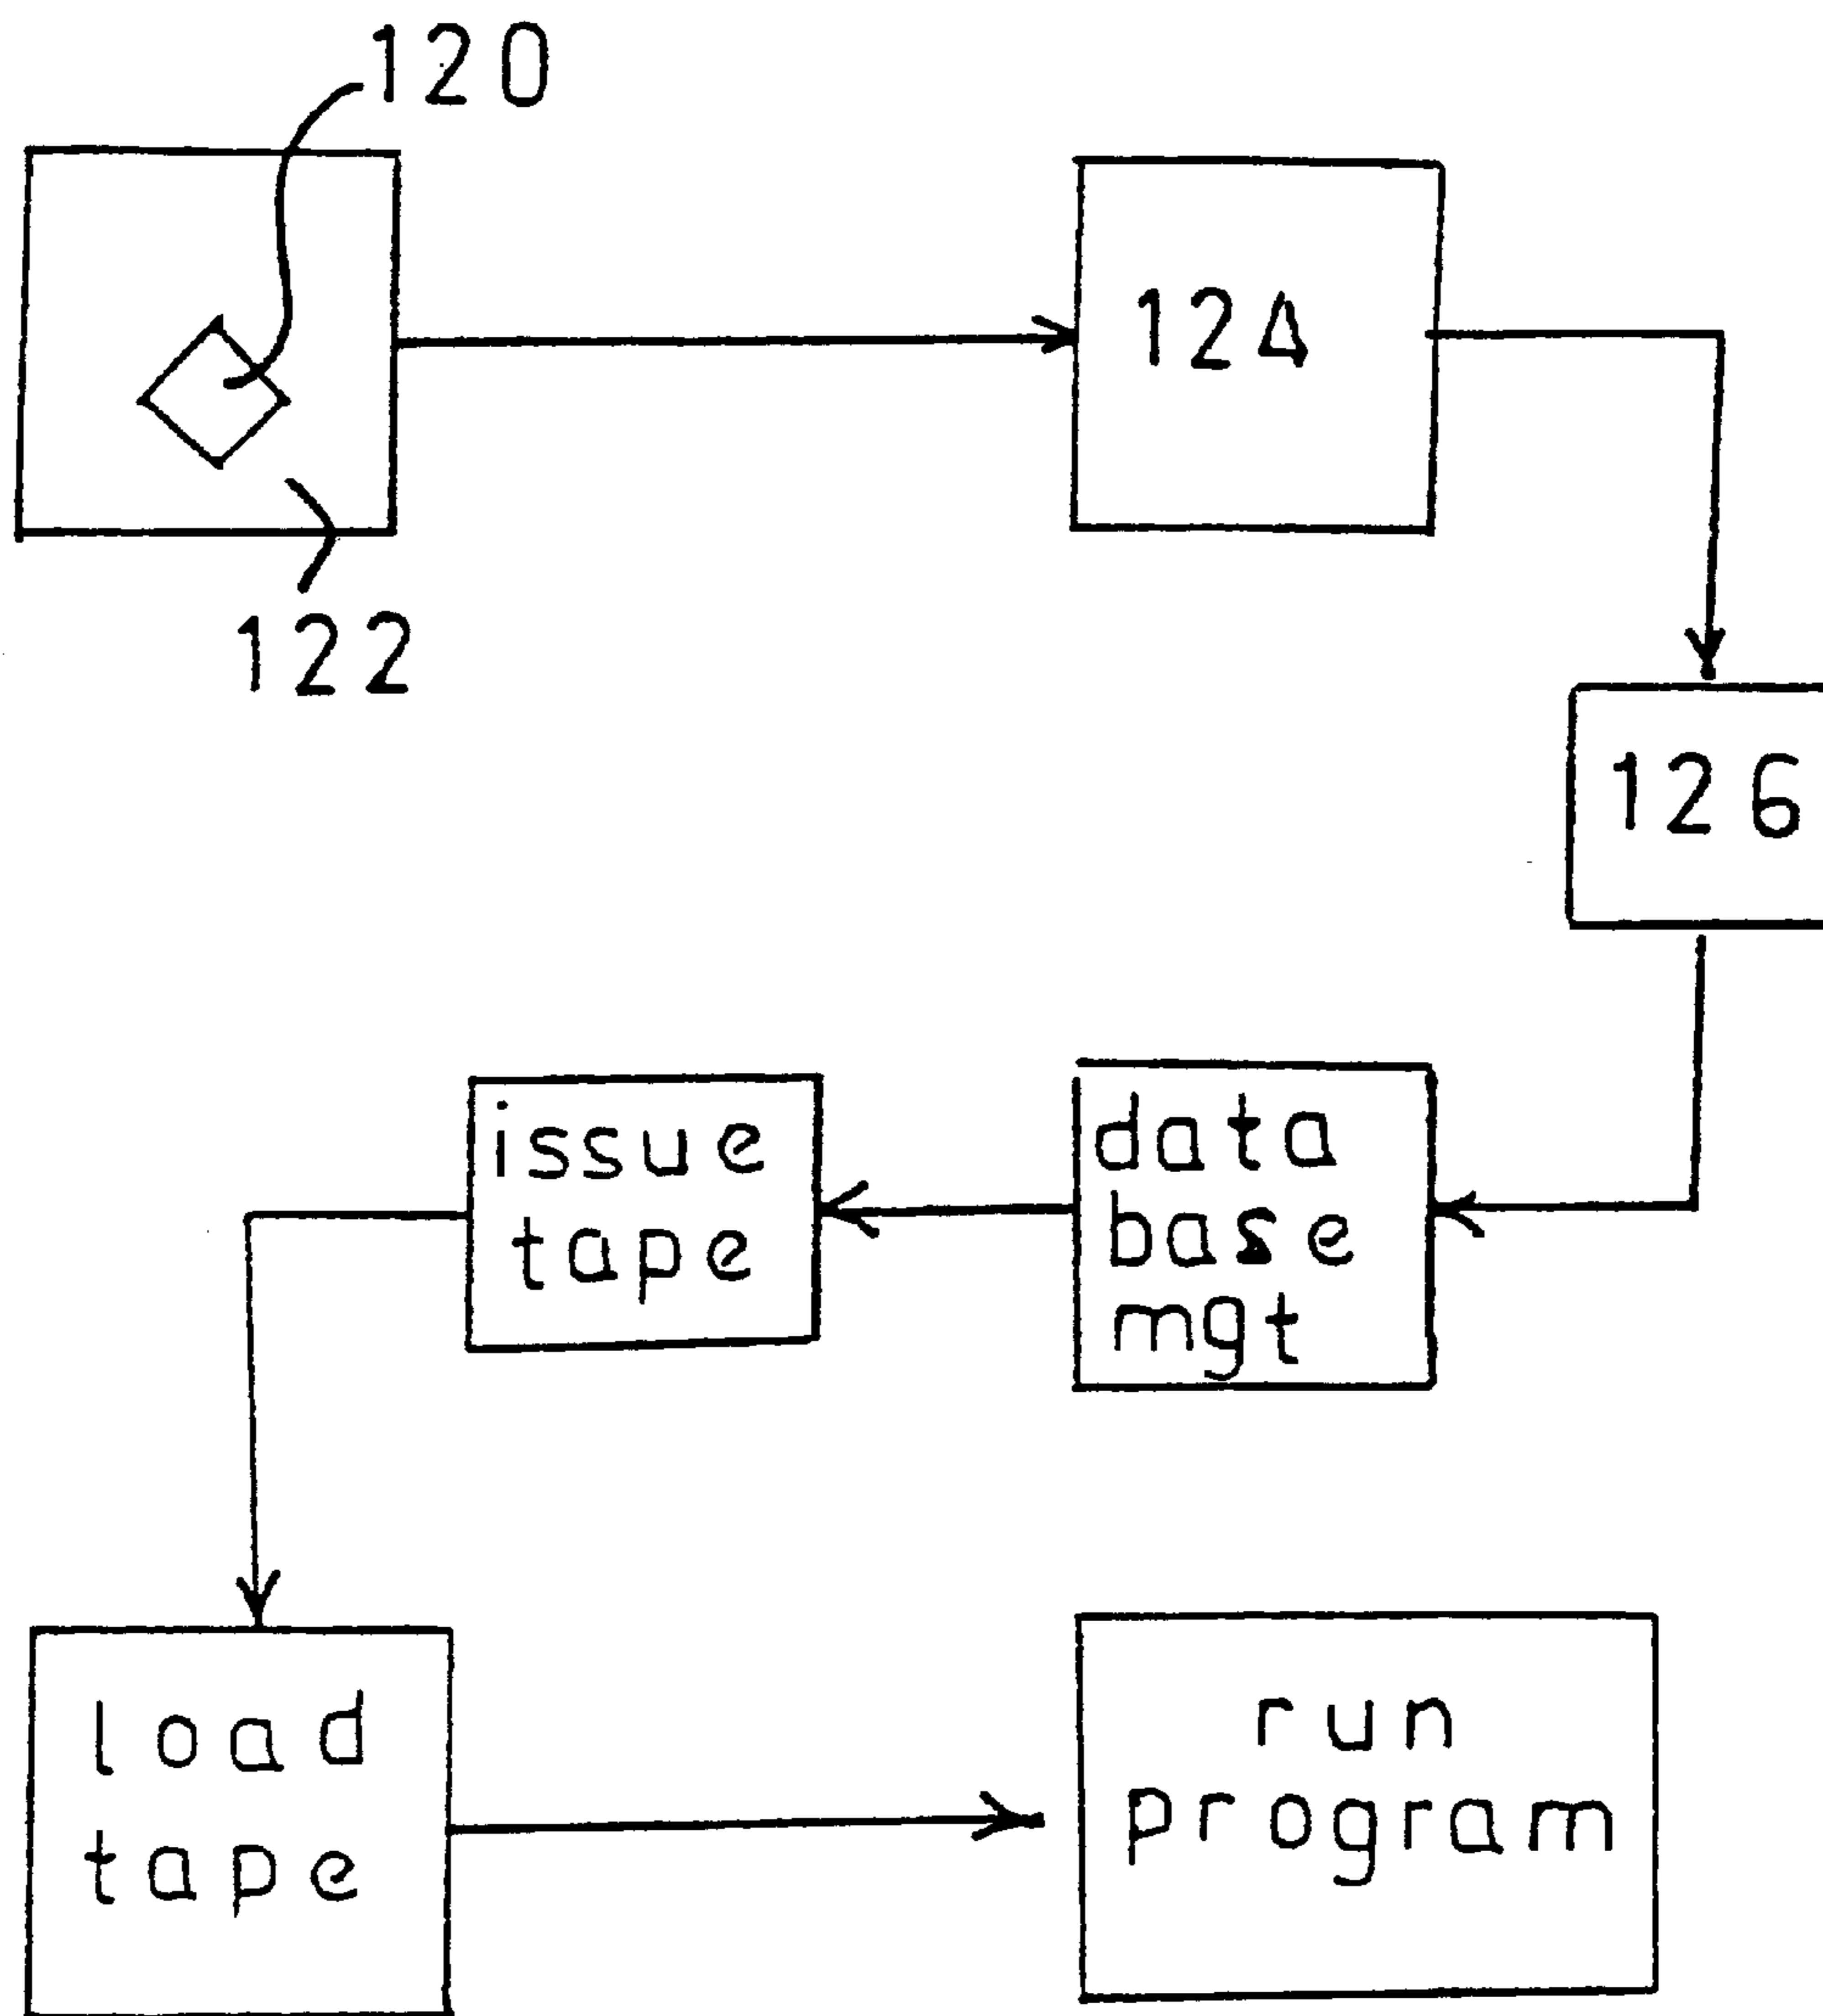 120
124
122
126
data
base
mgt
issue
tape
load
tape
run
program